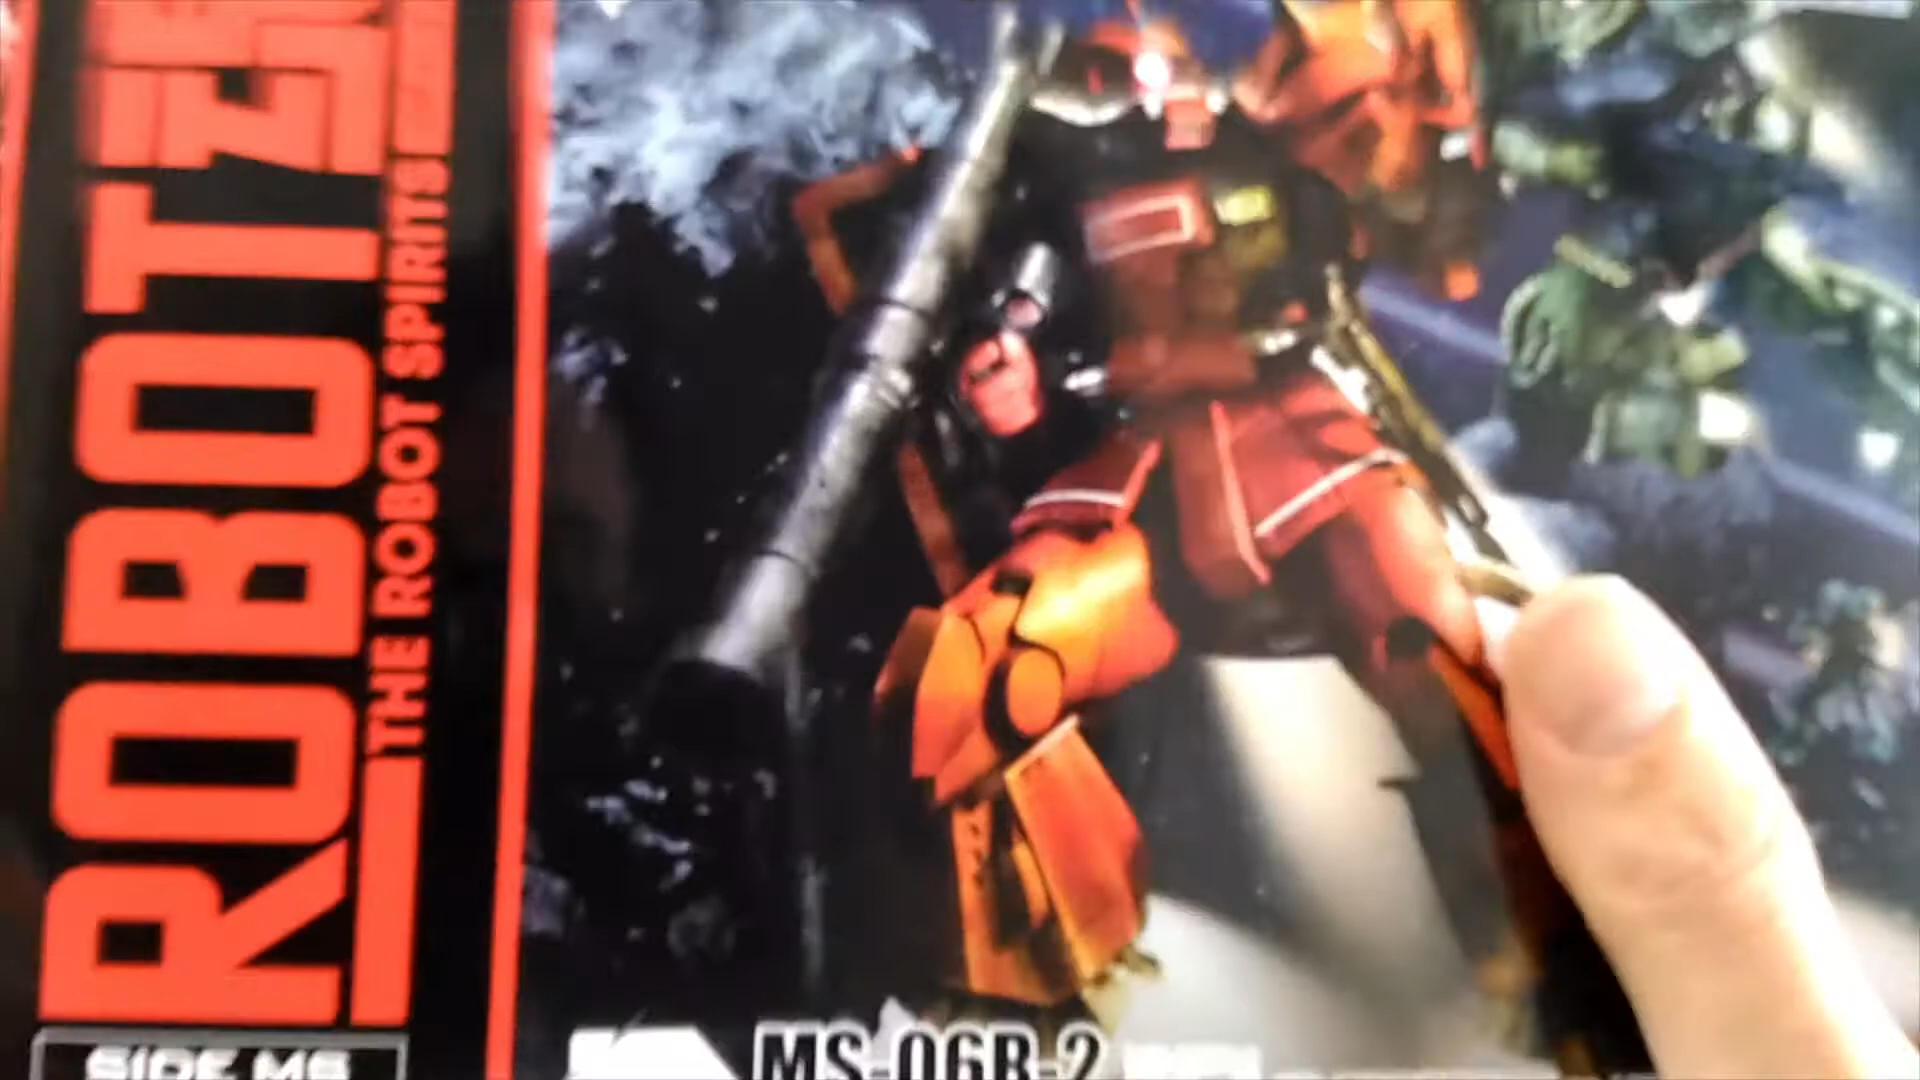 ROBOT魂
THE ROBOT SPIRITS
SIDE MS
MS-06R-2